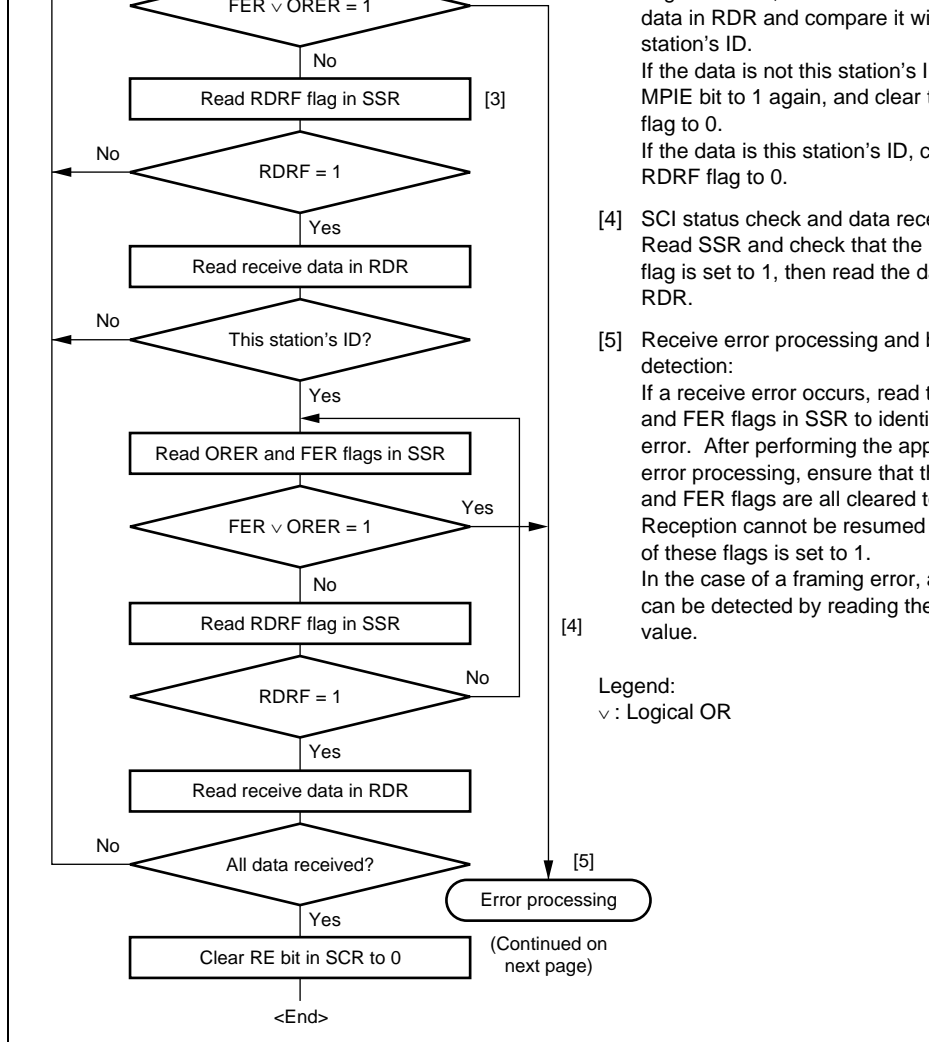 FER ∨ ORER = 1
No
Read RDRF flag in SSR
[3]
No
RDRF = 1
Yes
Read receive data in RDR
No
This station's ID?
Yes
Read ORER and FER flags in SSR
Yes
FER ∨ ORER = 1
No
Read RDRF flag in SSR
[4]
No
RDRF = 1
Yes
Read receive data in RDR
No
All data received?
[5]
Error processing
Yes
(Continued on
next page)
Clear RE bit in SCR to 0
<End>
data in RDR and compare it
station's ID.
If the data is not this station's
MPIE bit to 1 again, and clear
flag to 0.
If the data is this station's ID,
RDRF flag to 0.
[4] SCI status check and data
Read SSR and check that the
flag is set to 1, then read the
RDR.
[5] Receive error processing and
detection:
If a receive error occurs, read
and FER flags in SSR to
error. After performing the
error processing, ensure that
and FER flags are all cleared
Reception cannot be resumed
of these flags is set to 1.
In the case of a framing error,
can be detected by reading the
value.
Legend:
∨ : Logical OR